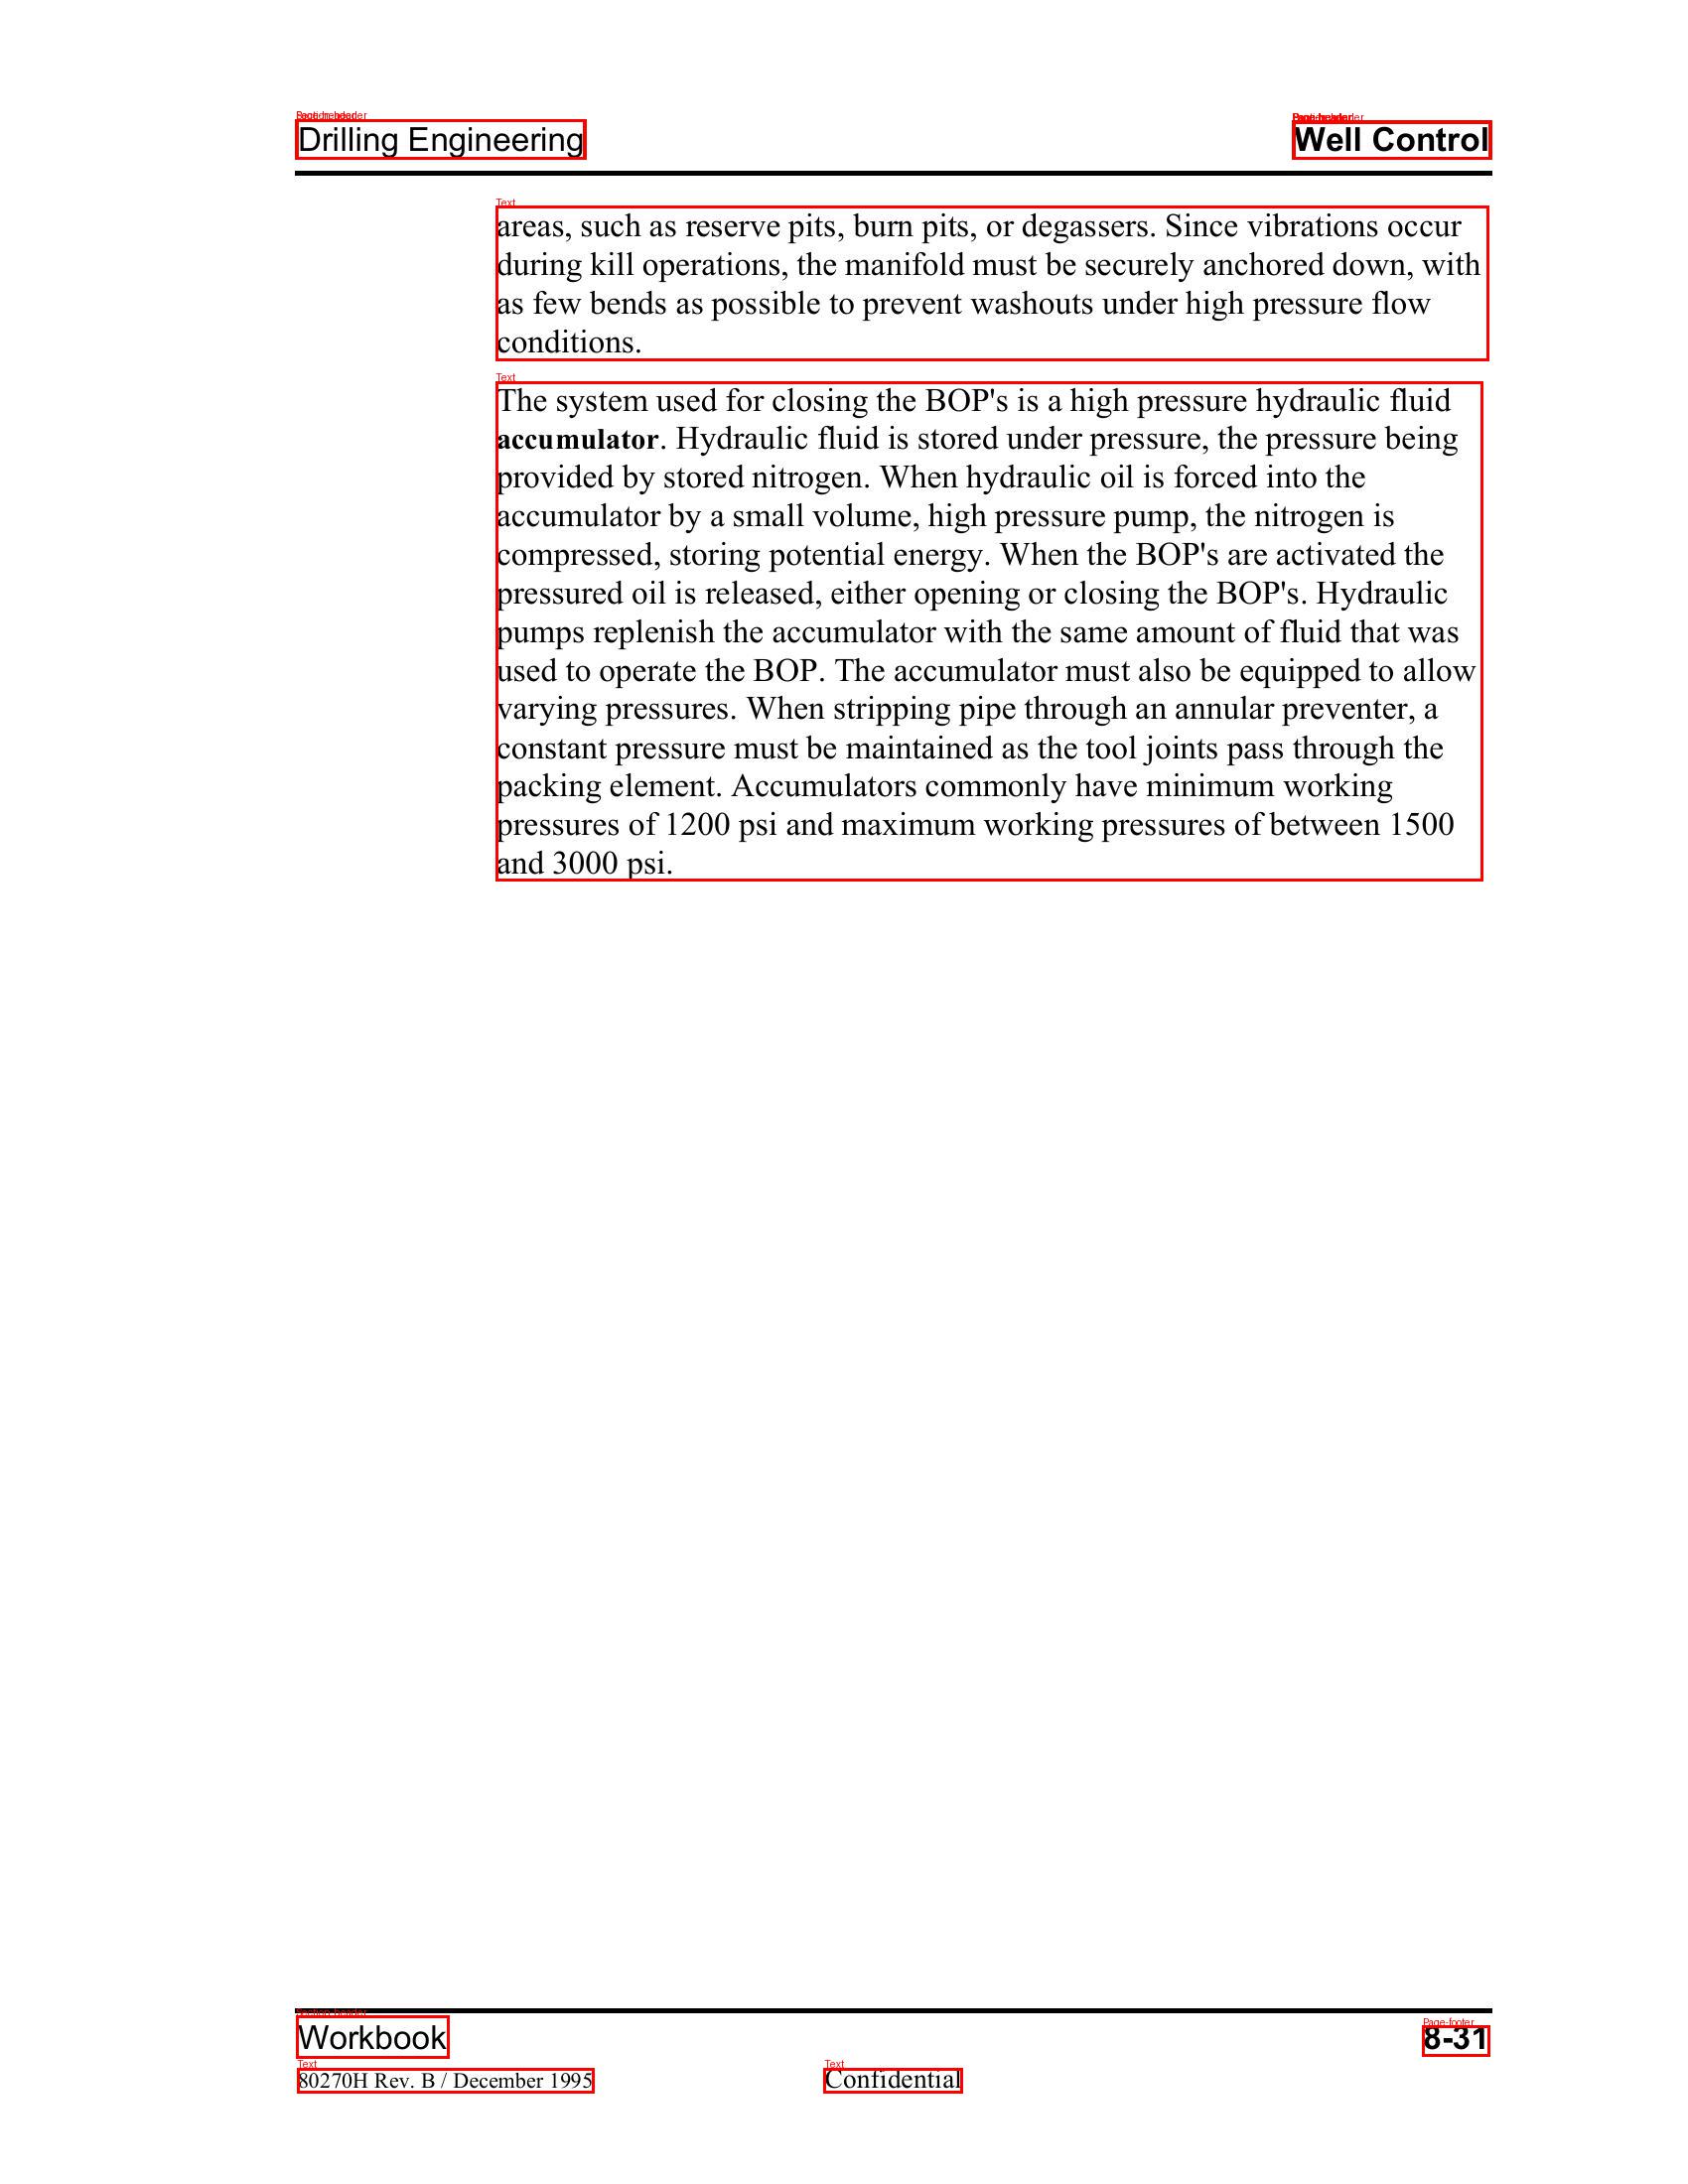 Drilling Engineering
Well Control
Text
areas, such as reserve pits, burn pits, or degassers. Since vibrations occur
during kill operations, the manifold must be securely anchored down, with
as few bends as possible to prevent washouts under high pressure flow
conditions.
Text
The system used for closing the BOP's is a high pressure hydraulic fluid
accumulator. Hydraulic fluid is stored under pressure, the pressure being
provided by stored nitrogen. When hydraulic oil is forced into the
accumulator by a small volume, high pressure pump, the nitrogen is
compressed, storing potential energy. When the BOP's are activated the
pressured oil is released, either opening or closing the BOP's. Hydraulic
pumps replenish the accumulator with the same amount of fluid that was
used to operate the BOP. The accumulator must also be equipped to allow
varying pressures. When stripping pipe through an annular preventer, a
constant pressure must be maintained as the tool joints pass through the
packing element. Accumulators commonly have minimum working
pressures of 1200 psi and maximum working pressures of between 1500
and 3000 psi.
Section-header
Workbook
Page-footer
8-31
Text
80270H Rev. B / December 1995
Text
Confidential